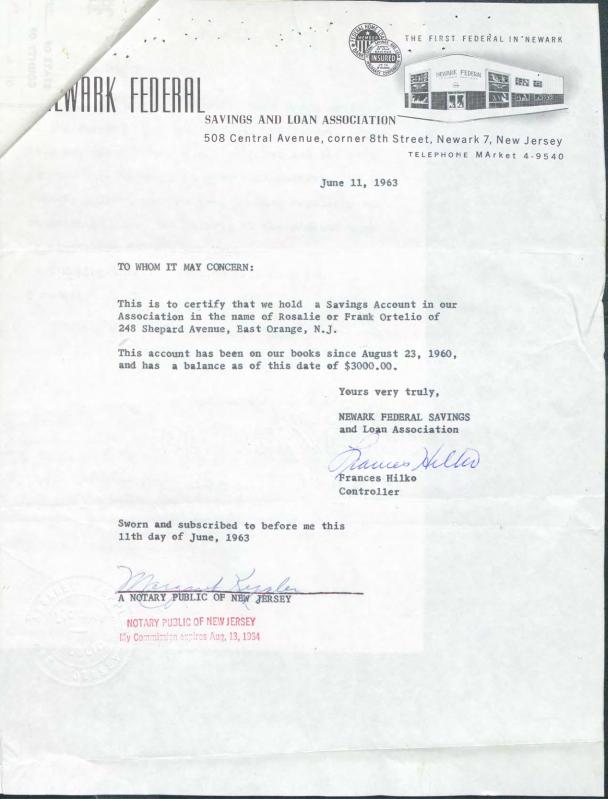 THE FIRST FEDERAL IN NEWARK
INSURED
NEWARK FEDERAL
NEWARK FEDERAL
SAVINGS AND LOAN ASSOCIATION
508 Central Avenue, corner 8th Street, Newark 7, New Jersey
TELEPHONE MArket 4-9540
June 11, 1963
TO WHOM IT MAY CONCERN:
This is to certify that we hold a Savings Account in our
Association in the name of Rosalie or Frank Ortelio of
248 Shepard Avenue, East Orange, N.J.
This account has been on our books since August 23, 1960,
and has a balance as of this date of $3000.00.
Yours very truly,
NEWARK FEDERAL SAVINGS
and Loan Association
Frances Hilko
Frances Hilko
Controller
Sworn and subscribed to before me this
11th day of June, 1963
Margaret Kessler
A NOTARY PUBLIC OF NEW JERSEY
NOTARY PUBLIC OF NEW JERSEY
My Commission expires Aug, 13, 1964